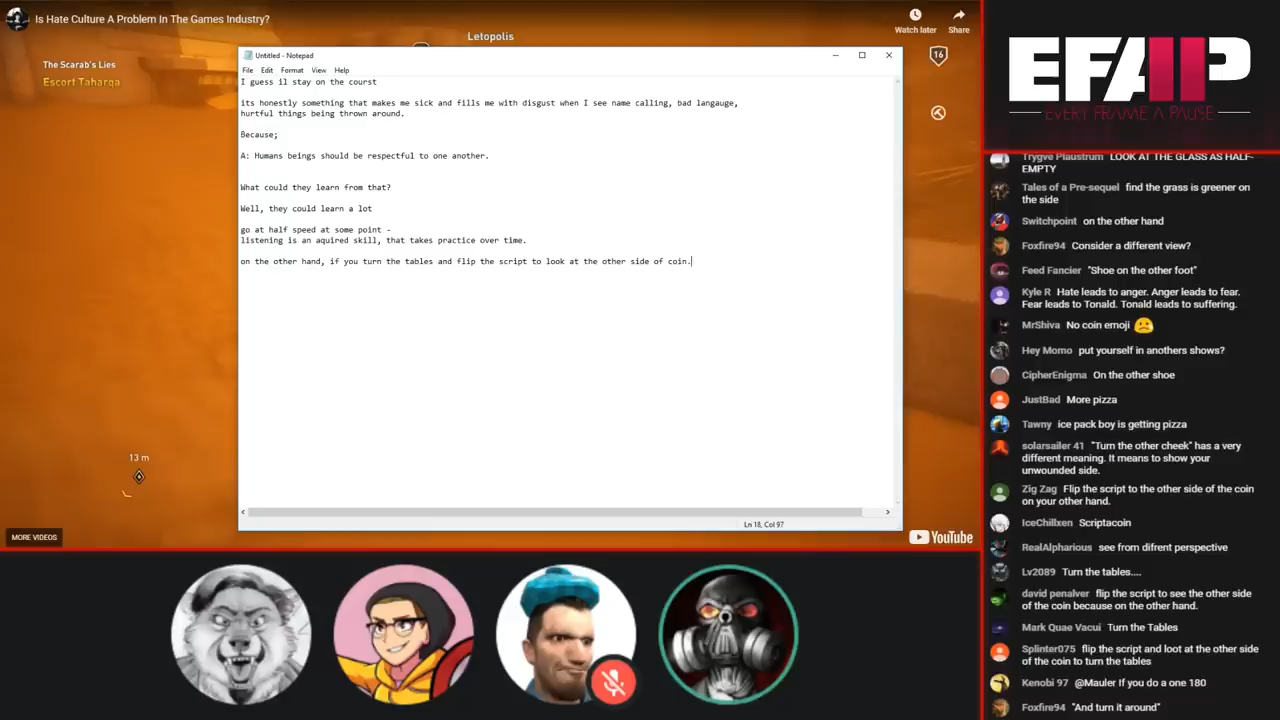 Is Hate Culture A Problem In The Games Industry?
Watch later
Share
Letopolis
The Scarab's Lies
Escort Taharqa
16
Untitled - Notepad
File Edit Format View Help
I guess il stay on the courst
its honestly something that makes me sick and fills me with disgust when I see name calling, bad langauge,
hurtful things being thrown around.
Because;
A: Humans beings should be respectful to one another.
What could they learn from that?
Well, they could learn a lot
go at half speed at some point -
listening is an aquired skill, that takes practice over time.
on the other hand, if you turn the tables and flip the script to look at the other side of coin.
Ln 18, Col 97
13 m
MORE VIDEOS
YouTube
EFAP
EVERY FRAME A PAUSE
Trygve Plaustrum LOOK AT THE GLASS AS HALF-
EMPTY
Tales of a Pre-sequel find the grass is greener on
the side
Switchpoint on the other hand
Foxfire94 Consider a different view?
Feed Fancier "Shoe on the other foot"
Kyle R Hate leads to anger. Anger leads to fear.
Fear leads to Tonald. Tonald leads to suffering.
MrShiva No coin emoji
Hey Momo put yourself in anothers shows?
CipherEnigma On the other shoe
JustBad More pizza
Tawny ice pack boy is getting pizza
solarsailer 41 "Turn the other cheek" has a very
different meaning. It means to show your
unwounded side.
Zig Zag Flip the script to the other side of the coin
on your other hand.
IceChillxen Scriptacoin
RealAlpharious see from difrent perspective
Lv2089 Turn the tables....
david penalver flip the script to see the other side
of the coin because on the other hand.
Mark Quae Vacui Turn the Tables
Splinter075 flip the script and loot at the other side
of the coin to turn the tables
Kenobi 97 @Mauler If you do a one 180
Foxfire94 "And turn it around"